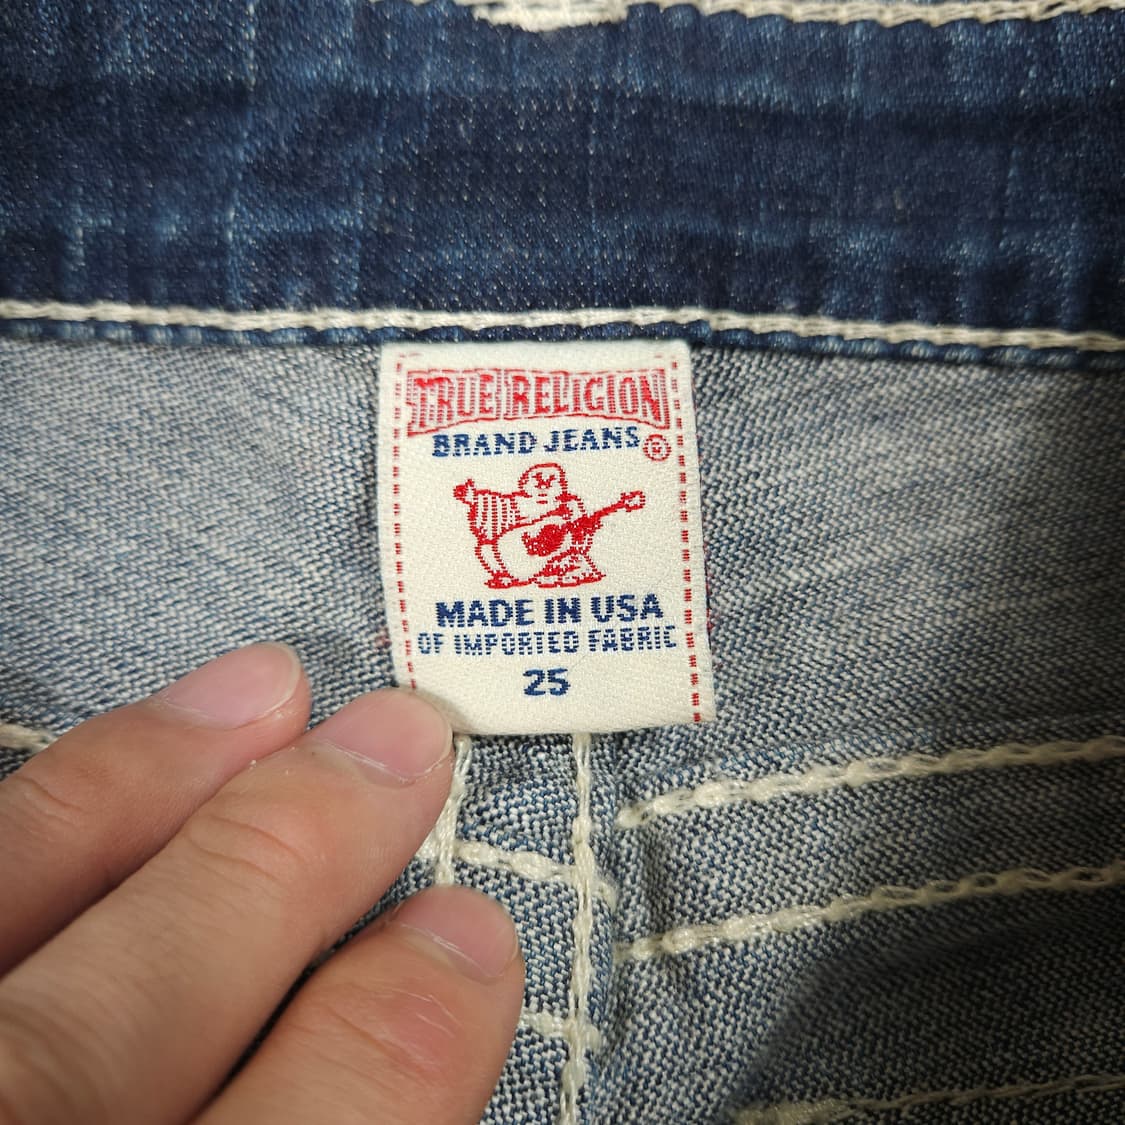 TRUE RELIGION
BRAND JEANS ®
MADE IN USA
OF IMPORTED FABRIC
25